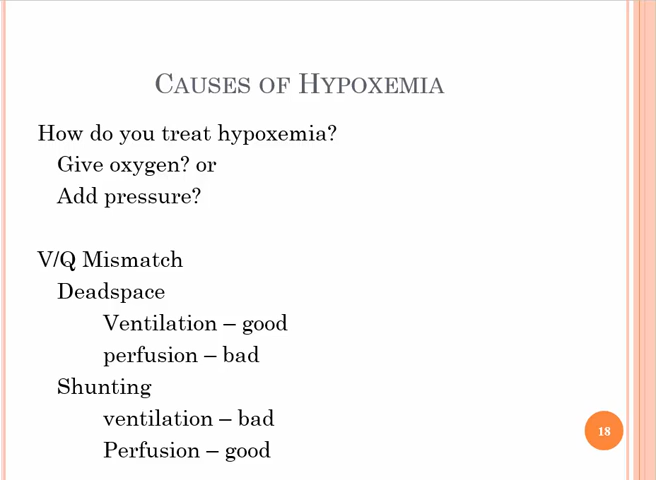 CAUSES OF HYPOXEMIA
How do you treat hypoxemia?
Give oxygen? or
Add pressure?
V/Q Mismatch
Deadspace
Ventilation – good
perfusion – bad
Shunting
ventilation – bad
Perfusion – good
18